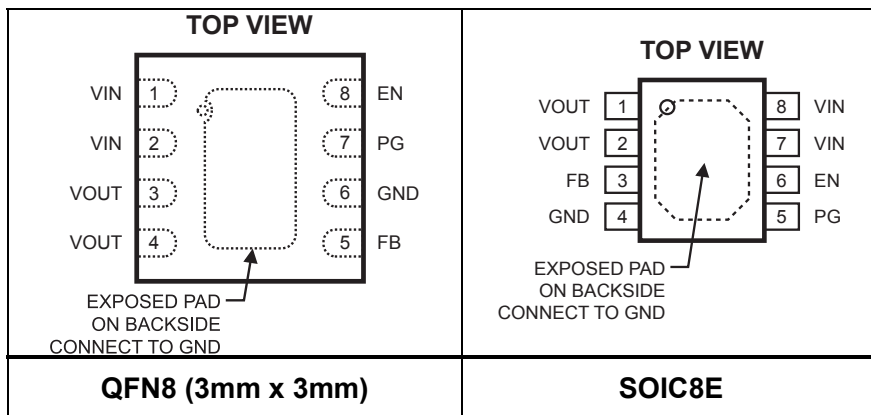 TOP VIEW
VIN 1 8 EN
VIN 2 7 PG
VOUT 3 6 GND
VOUT 4 5 FB
EXPOSED PAD
ON BACKSIDE
CONNECT TO GND
QFN8 (3mm x 3mm)
TOP VIEW
VOUT 1 8 VIN
VOUT 2 7 VIN
FB 3 6 EN
GND 4 5 PG
EXPOSED PAD
ON BACKSIDE
CONNECT TO GND
SOIC8E